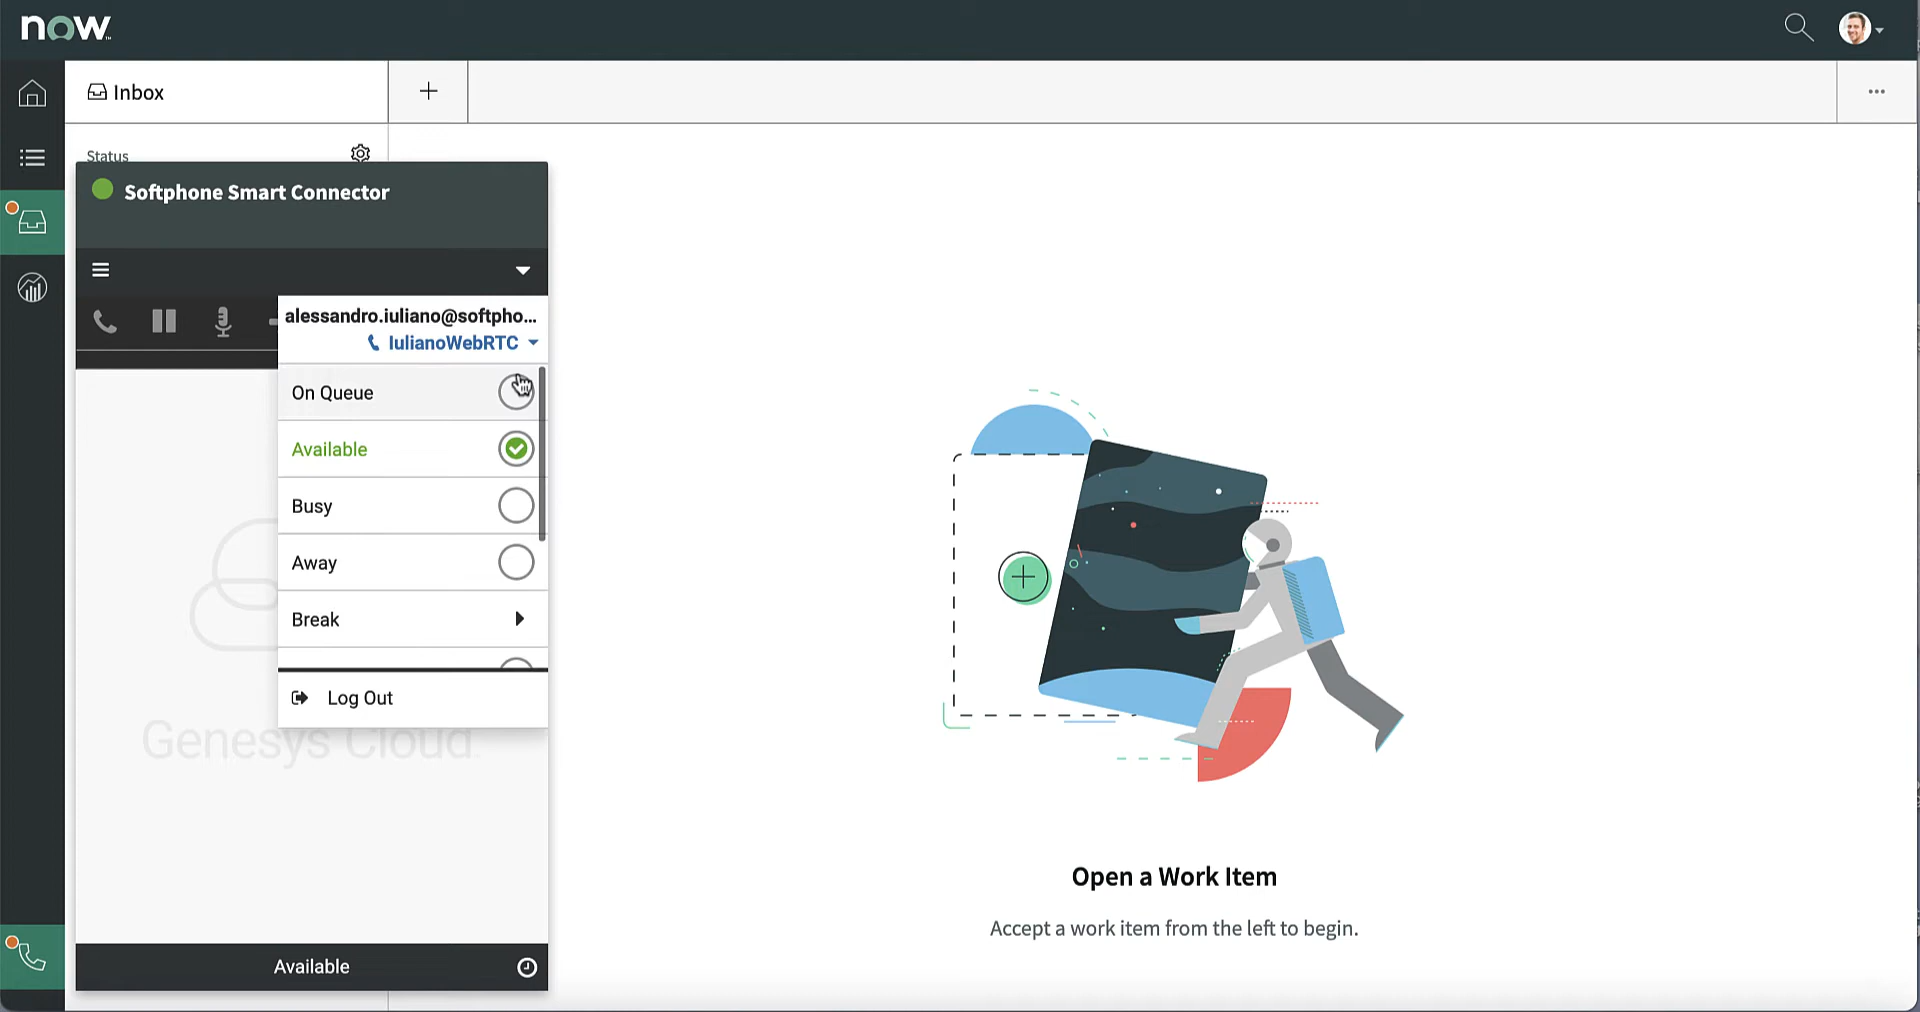 now
Inbox
Status
Softphone Smart Connector
alessandro.iuliano@softpho...
IulianoWebRTC
On Queue
Available
Busy
Away
Break
Log Out
Genesys Cloud
Available
Open a Work Item
Accept a work item from the left to begin.